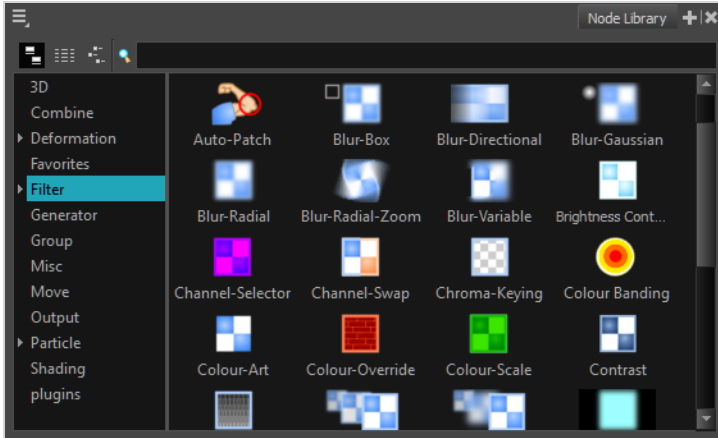 Node Library
3D
Combine
Deformation
Favorites
Filter
Generator
Group
Misc
Move
Output
Particle
Shading
plugins
Auto-Patch Blur-Box Blur-Directional Blur-Gaussian
Blur-Radial Blur-Radial-Zoom Blur-Variable Brightness Cont...
Channel-Selector Channel-Swap Chroma-Keying Colour Banding
Colour-Art Colour-Override Colour-Scale Contrast